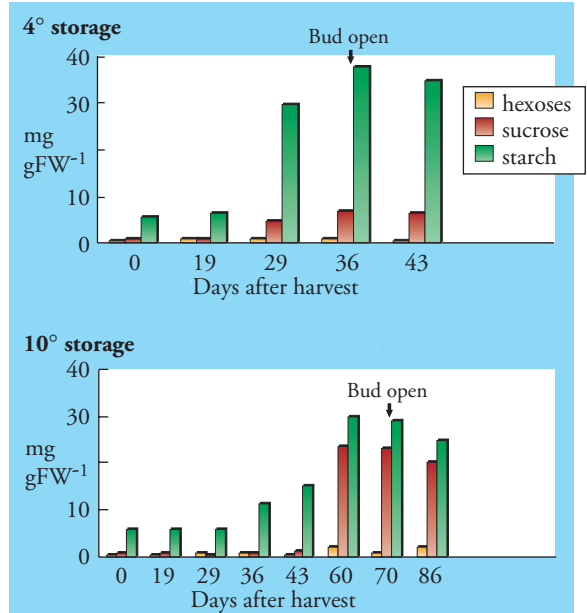 4° storage
Bud open
40
30
10
0
mg
gFW⁻¹
hexoses
sucrose
starch
0 19 29 36 43
Days after harvest
10° storage
Bud open
40
30
10
0
mg
gFW⁻¹
0 19 29 36 43 60 70 86
Days after harvest